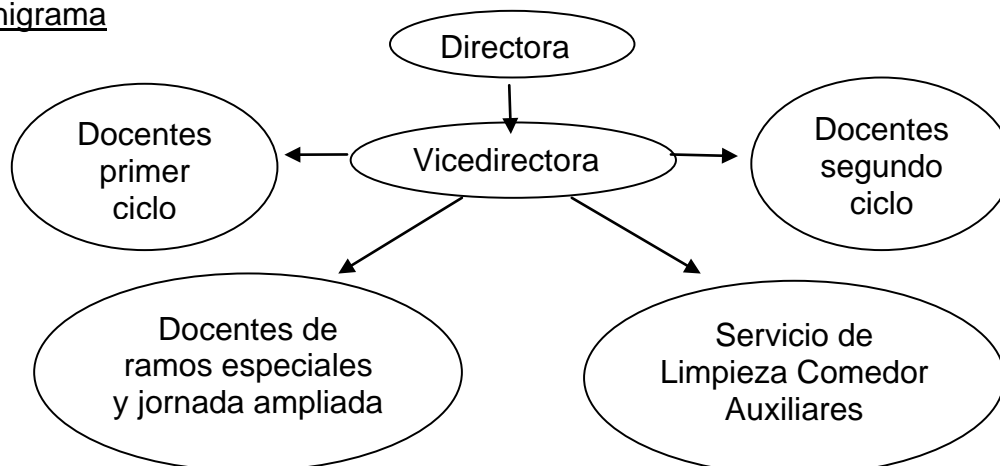 nigrama
Directora
Docentes
primer
ciclo
Vicedirectora
Docentes
segundo
ciclo
Docentes de
ramos especiales
y jornada ampliada
Servicio de
Limpieza Comedor
Auxiliares